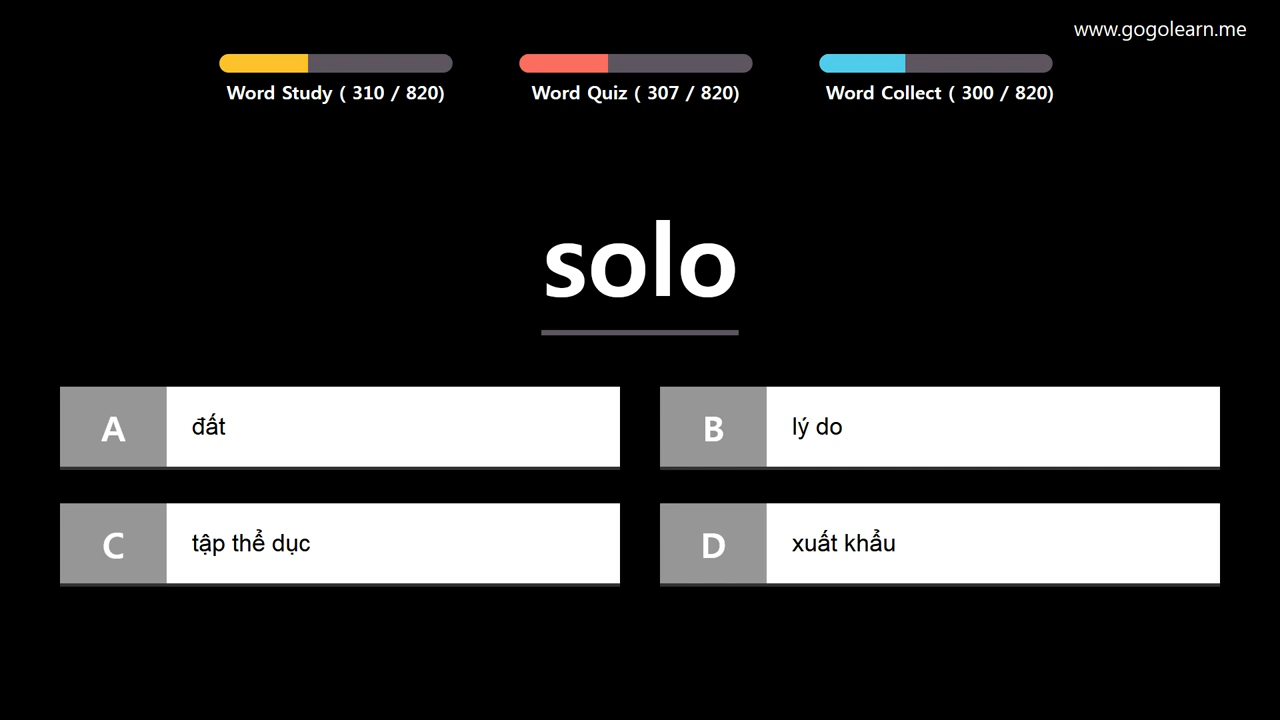 www.gogolearn.me
Word Study ( 310 / 820)
Word Quiz ( 307 / 820)
Word Collect ( 300 / 820)
solo
A đất
B lý do
C tập thể dục
D xuất khẩu